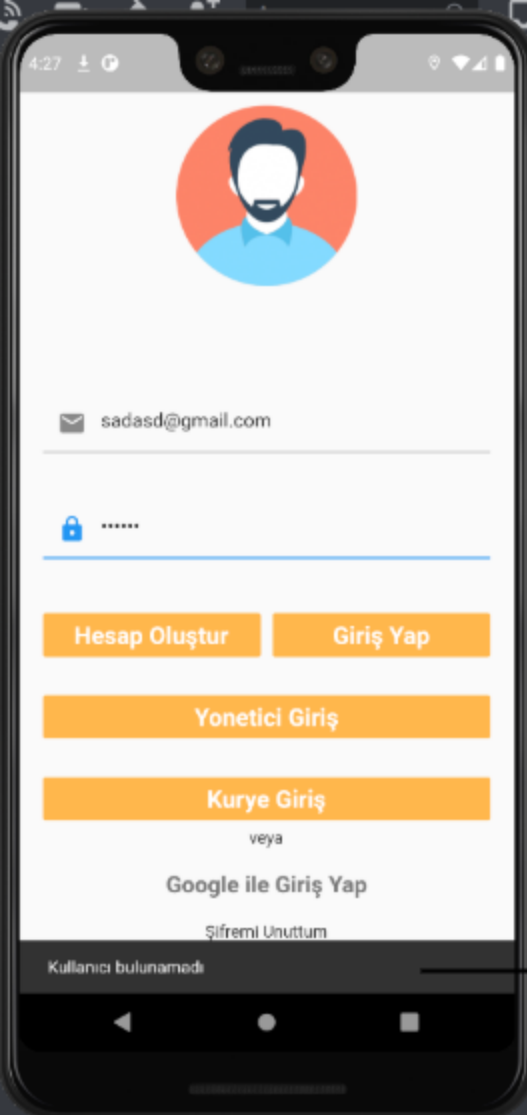 4:27
sadasd@gmail.com
••••••
Hesap Oluştur
Giriş Yap
Yonetici Giriş
Kurye Giriş
veya
Google ile Giriş Yap
Şifremi Unuttum
Kullanıcı bulunamadı